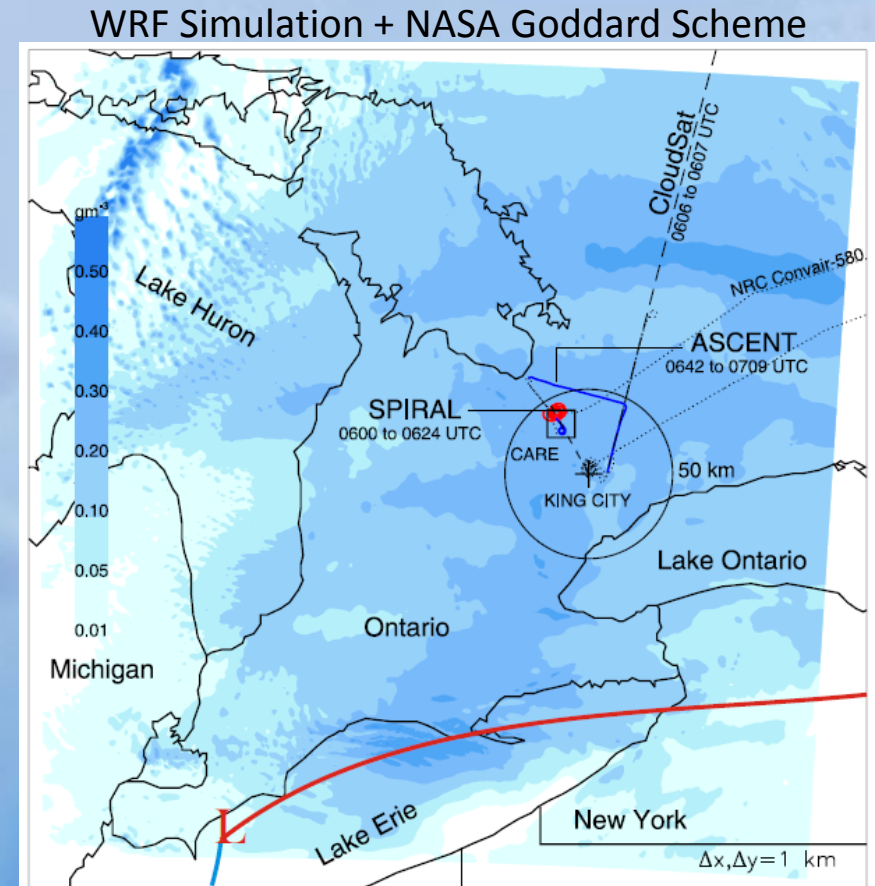 WRF Simulation + NASA Goddard Scheme
CloudSat
0606 to 0607 UTC
gm-3
0.50
0.40
0.30
0.20
0.10
0.05
0.01
Lake Huron
NRC Convair-580
ASCENT
0642 to 0709 UTC
SPIRAL
0600 to 0624 UTC
CARE
50 km
KING CITY
Lake Ontario
Ontario
Michigan
L
Lake Erie
New York
Δx,Δy=1 km